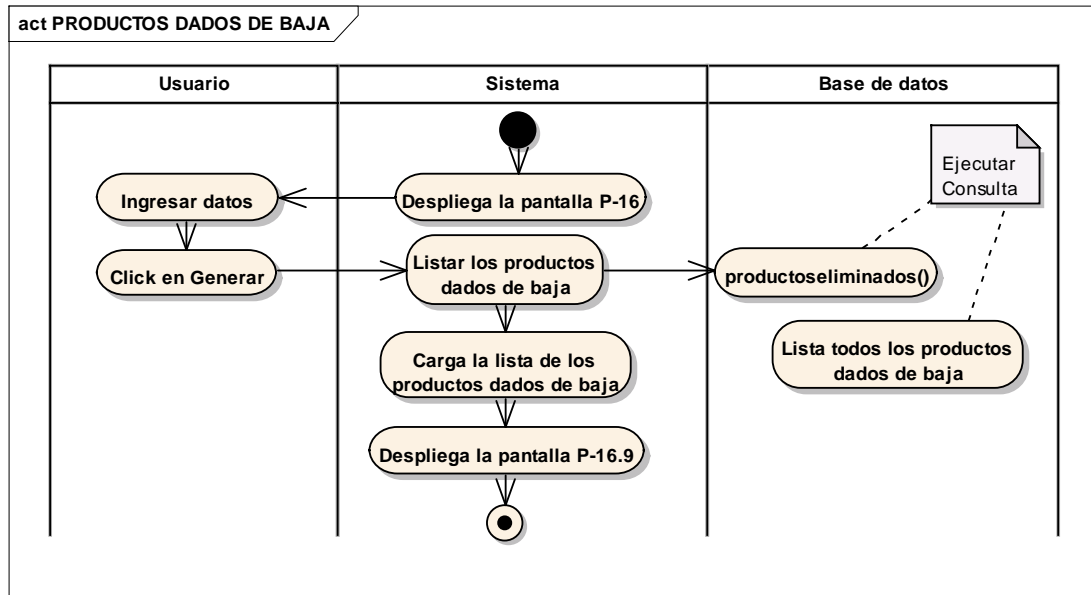 act PRODUCTOS DADOS DE BAJA
Usuario
Sistema
Base de datos
Ejecutar
Consulta
Ingresar datos
Despliega la pantalla P-16
Click en Generar
Listar los productos
dados de baja
productoseliminados()
Carga la lista de los
productos dados de baja
Lista todos los productos
dados de baja
Despliega la pantalla P-16.9